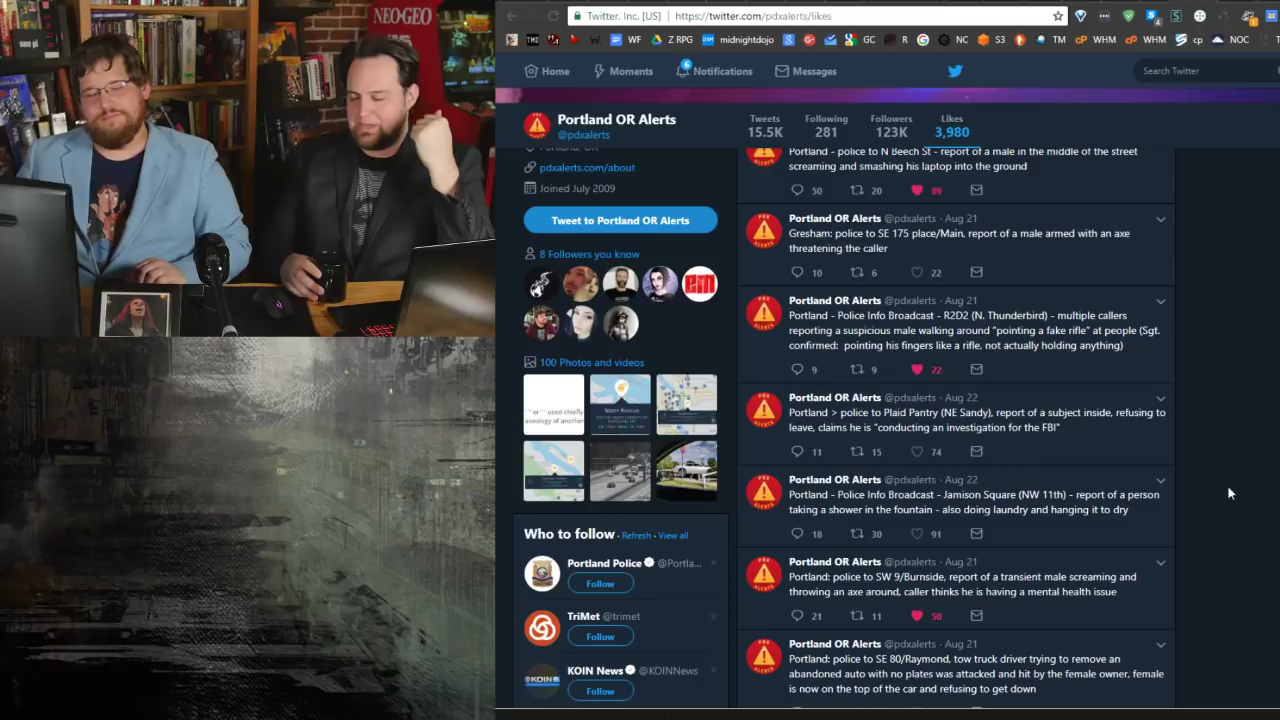 NEO·GEO
Twitter, Inc. [US]
https://twitter.com/pdxalerts/likes
WF
Z RPG
midnightdojo
GC
R
NC
S3
TM
WHM
WHM
cp
NOC
Home
Moments
6
Notifications
Messages
Search Twitter
Portland OR Alerts
@pdxalerts
Tweets
15.5K
Following
281
Followers
123K
Likes
3,980
Portland, OR
pdxalerts.com/about
Joined July 2009
Tweet to Portland OR Alerts
8 Followers you know
100 Photos and videos
Who to follow · Refresh · View all
Portland Police @Portla...
Follow
TriMet @trimet
Follow
KOIN News @KOINNews
Follow
Portland - police to N Beech St - report of a male in the middle of the street
screaming and smashing his laptop into the ground
50 20 89
Portland OR Alerts @pdxalerts · Aug 21
Gresham: police to SE 175 place/Main, report of a male armed with an axe
threatening the caller
10 6 22
Portland OR Alerts @pdxalerts · Aug 21
Portland - Police Info Broadcast - R2D2 (N. Thunderbird) - multiple callers
reporting a suspicious male walking around "pointing a fake rifle" at people (Sgt.
confirmed: pointing his fingers like a rifle, not actually holding anything)
9 9 22
Portland OR Alerts @pdxalerts · Aug 22
Portland > police to Plaid Pantry (NE Sandy), report of a subject inside, refusing to
leave, claims he is "conducting an investigation for the FBI"
11 15 74
Portland OR Alerts @pdxalerts · Aug 22
Portland - Police Info Broadcast - Jamison Square (NW 11th) - report of a person
taking a shower in the fountain - also doing laundry and hanging it to dry
18 30 91
Portland OR Alerts @pdxalerts · Aug 21
Portland: police to SW 9/Burnside, report of a transient male screaming and
throwing an axe around, caller thinks he is having a mental health issue
21 11 50
Portland OR Alerts @pdxalerts · Aug 21
Portland: police to SE 80/Raymond, tow truck driver trying to remove an
abandoned auto with no plates was attacked and hit by the female owner, female
is now on the top of the car and refusing to get down